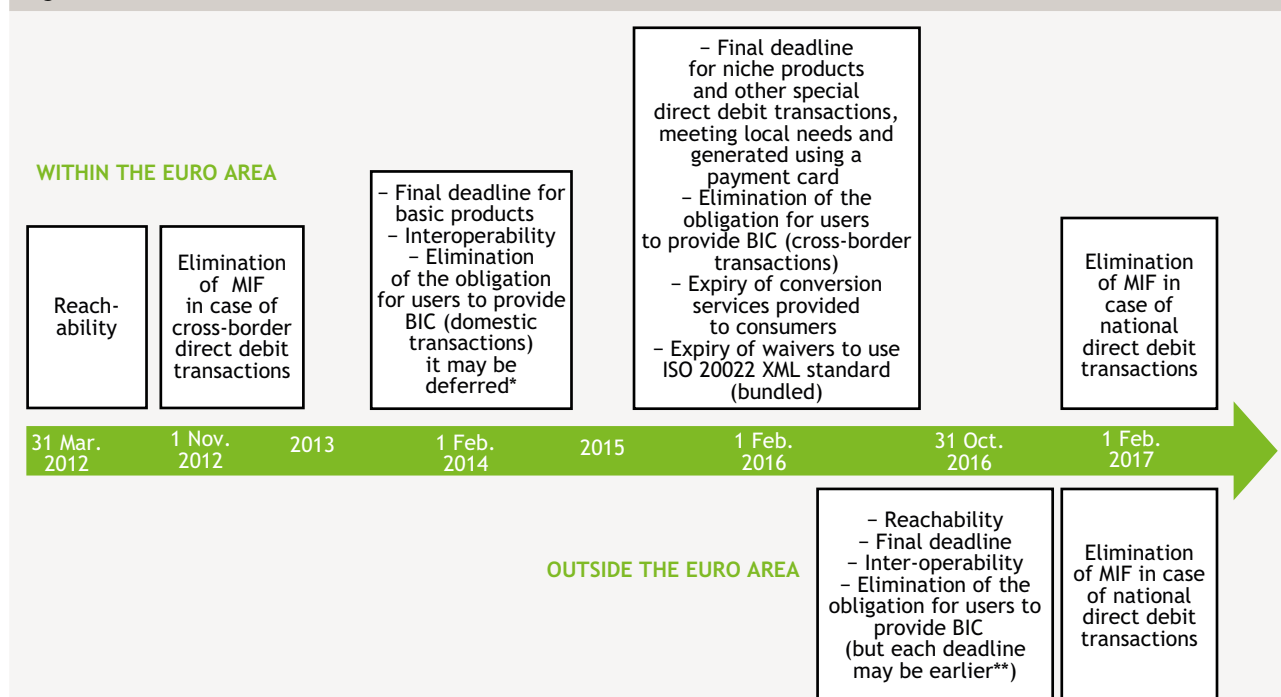 WITHIN THE EURO AREA
Reach-
ability
Elimination
of MIF
in case of
cross-border
direct debit
transactions
– Final deadline for
basic products
– Interoperability
– Elimination
of the obligation
for users to provide
BIC (domestic
transactions)
it may be
deferred*
– Final deadline
for niche products
and other special
direct debit transactions,
meeting local needs and
generated using a
payment card
– Elimination of the
obligation for users
to provide BIC (cross-border
transactions)
– Expiry of conversion
services provided
to consumers
– Expiry of waivers to use
ISO 20022 XML standard
(bundled)
Elimination
of MIF in
case of
national
direct debit
transactions
31 Mar.
2012
1 Nov.
2012
2013
1 Feb.
2014
2015
1 Feb.
2016
31 Oct.
2016
1 Feb.
2017
OUTSIDE THE EURO AREA
– Reachability
– Final deadline
– Inter-operability
– Elimination of the
obligation for users to
provide BIC
(but each deadline
may be earlier**)
Elimination
of MIF in case
of national
direct debit
transactions